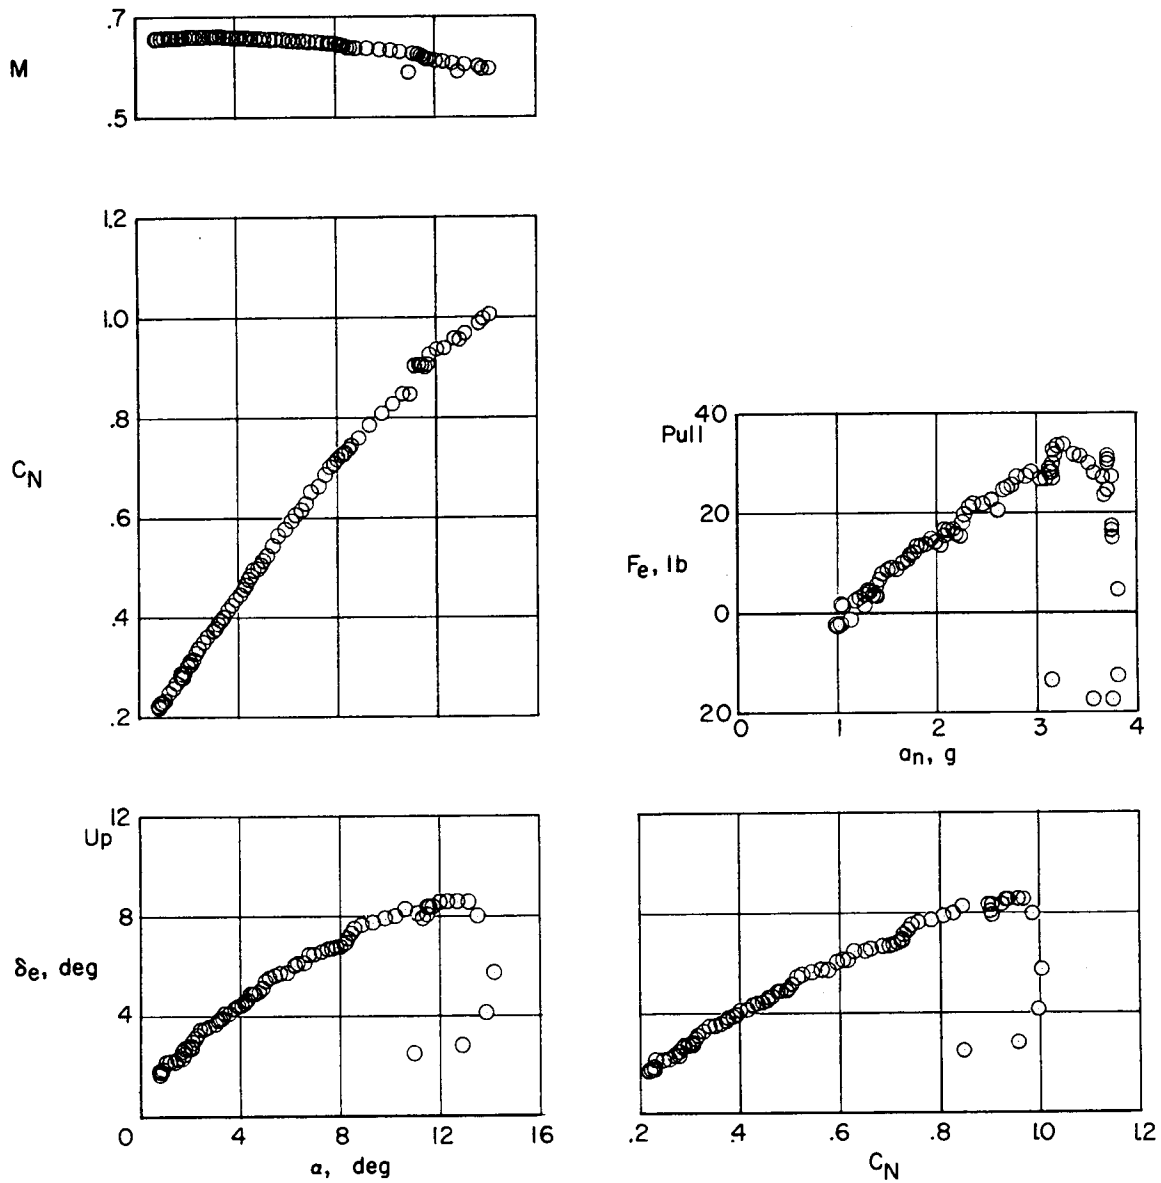 .7
M
.5
1.2
1.0
.8
C_N
.6
.4
.2
40
Pull
20
F_e, lb
0
20
0 1 2 3 4
a_n, g
12
Up
8
δ_e, deg
4
0 4 8 12 16
α, deg
.2 .4 .6 .8 1.0 1.2
C_N